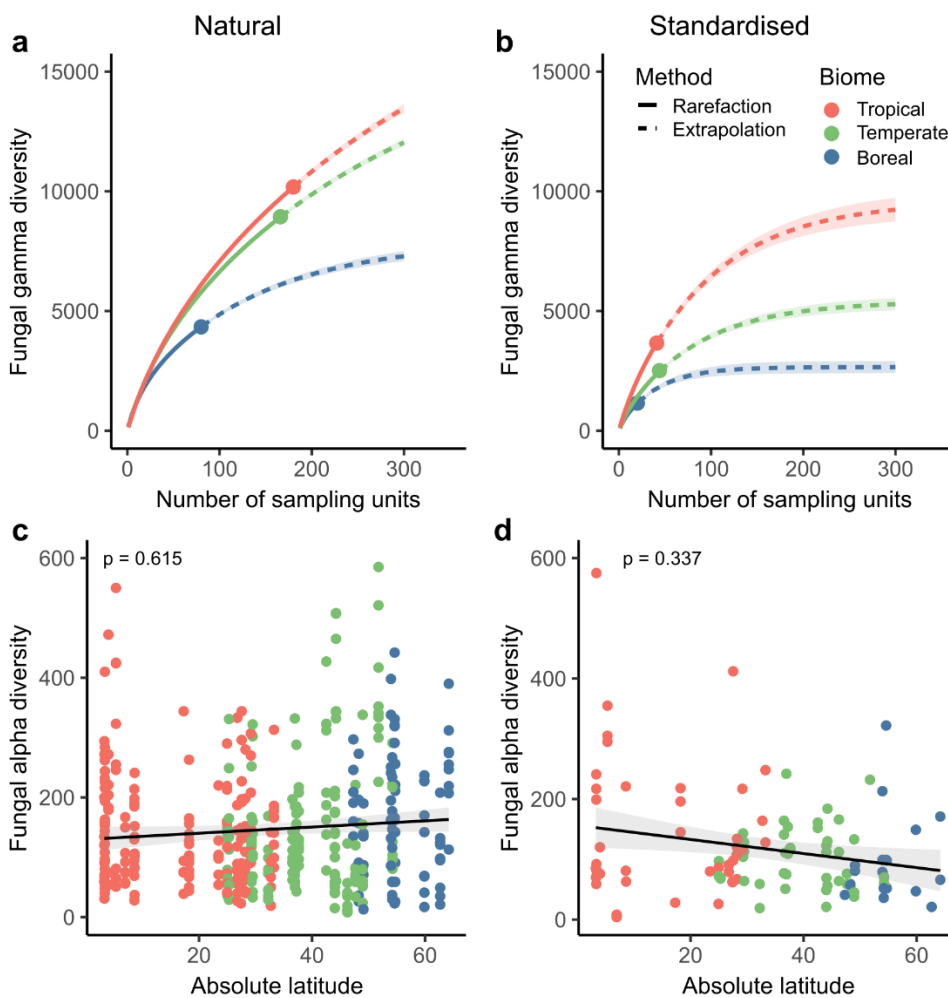 a
Natural
15000
10000
5000
0
0
100
200
300
Fungal gamma diversity
Number of sampling units
b
Standardised
Method
Rarefaction
Extrapolation
Biome
Tropical
Temperate
Boreal
15000
10000
5000
0
0
100
200
300
Fungal gamma diversity
Number of sampling units
c
p = 0.615
600
400
200
0
20
40
60
Fungal alpha diversity
Absolute latitude
d
p = 0.337
600
400
200
0
20
40
60
Fungal alpha diversity
Absolute latitude